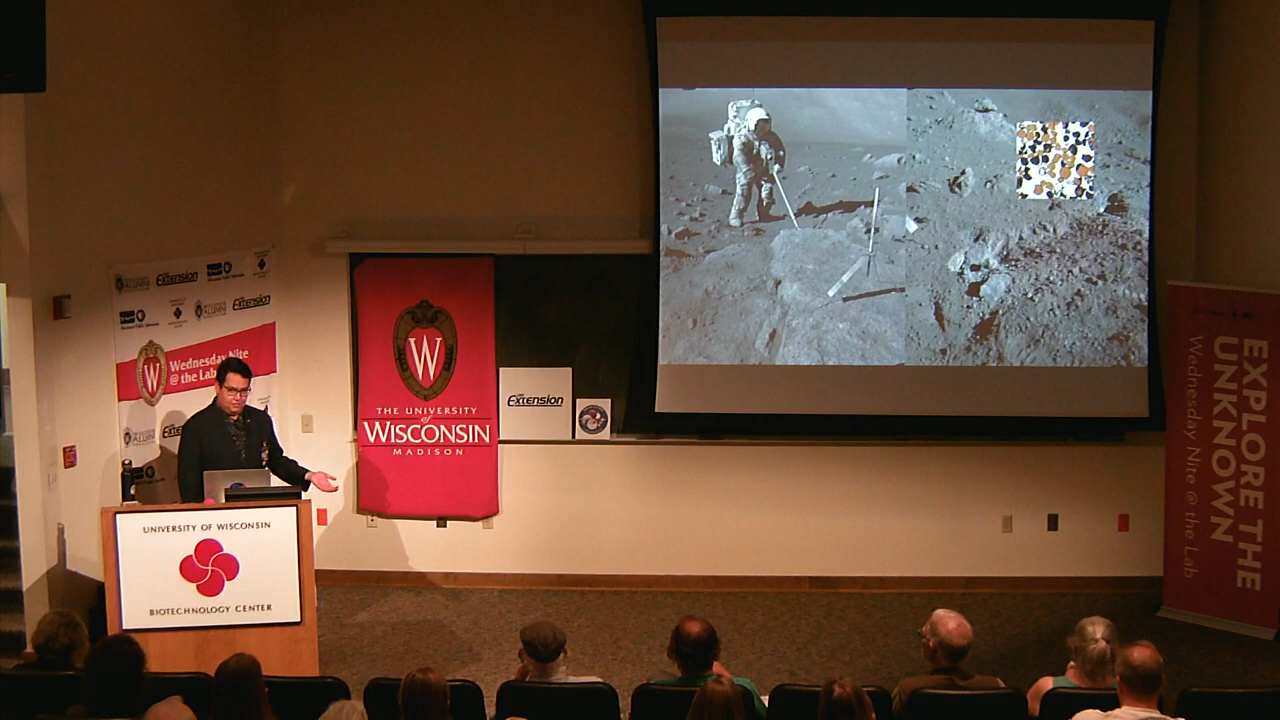 Extension
Extension
Wednesday Nite
@ the Lab
W
THE UNIVERSITY
of
WISCONSIN
MADISON
Extension
UNIVERSITY OF WISCONSIN
BIOTECHNOLOGY CENTER
EXPLORE THE
UNKNOWN
Wednesday Nite @ the Lab